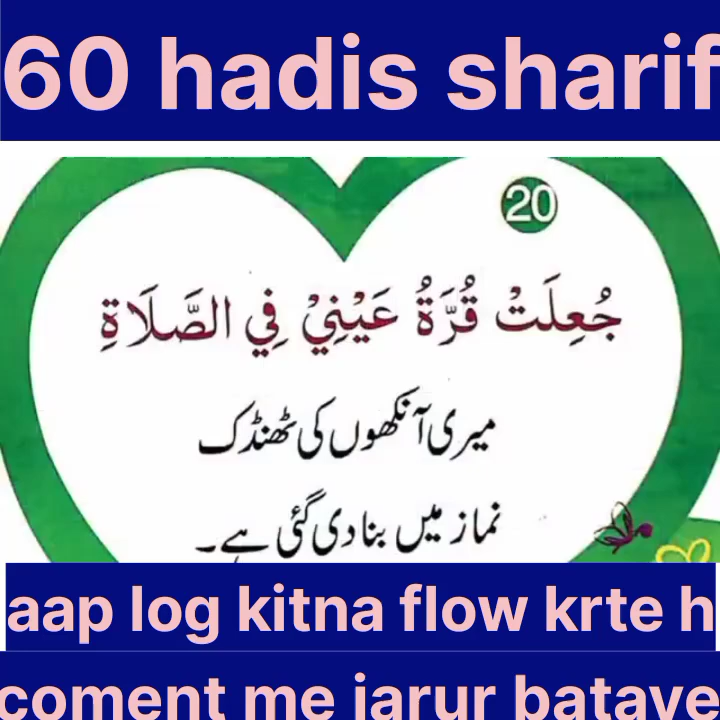 60 hadis sharif
20
جُعِلَتْ قُرَّةُ عَيْنِيْ فِي الصَّلَاةِ
میری آنکھوں کی ٹھنڈک
نماز میں بنا دی گئی ہے۔
aap log kitna flow krte h
coment me jarur bataye